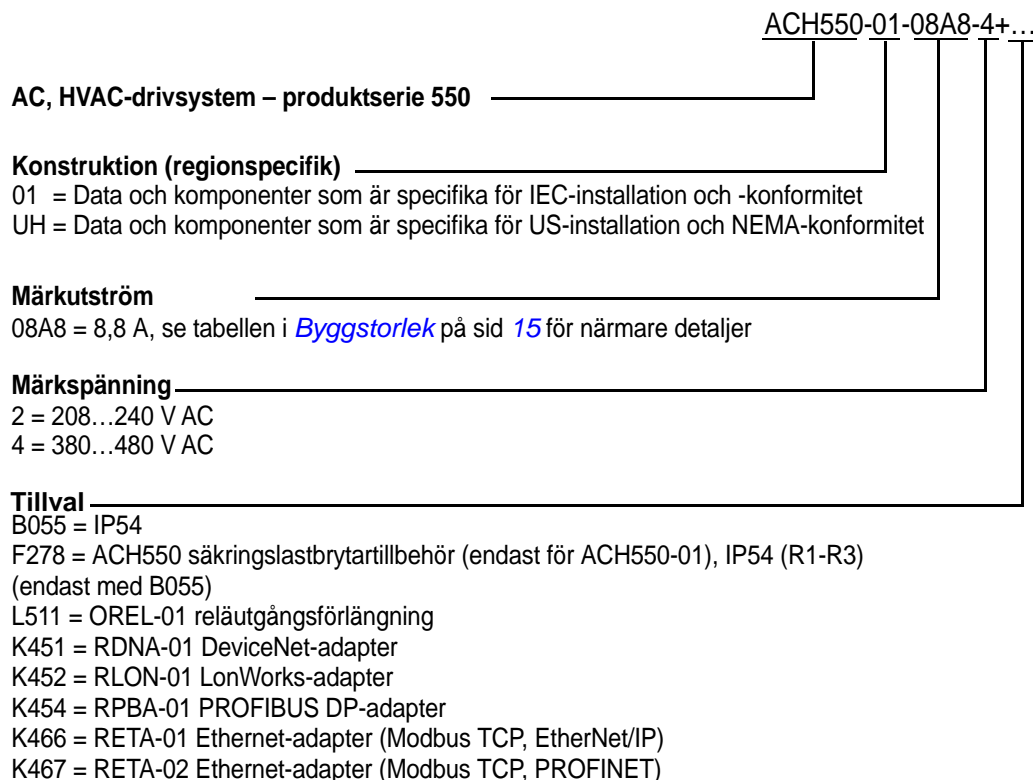 ACH550-01-08A8-4+…
AC, HVAC-drivsystem – produktserie 550
Konstruktion (regionspecifik)
01 = Data och komponenter som är specifika för IEC-installation och -konformitet
UH = Data och komponenter som är specifika för US-installation och NEMA-konformitet
Märkutström
08A8 = 8,8 A, se tabellen i Byggstorlek på sid 15 för närmare detaljer
Märkspänning
2 = 208…240 V AC
4 = 380…480 V AC
Tillval
B055 = IP54
F278 = ACH550 säkringslastbrytartillbehör (endast för ACH550-01), IP54 (R1-R3)
(endast med B055)
L511 = OREL-01 reläutgångsförlängning
K451 = RDNA-01 DeviceNet-adapter
K452 = RLON-01 LonWorks-adapter
K454 = RPBA-01 PROFIBUS DP-adapter
K466 = RETA-01 Ethernet-adapter (Modbus TCP, EtherNet/IP)
K467 = RETA-02 Ethernet-adapter (Modbus TCP, PROFINET)